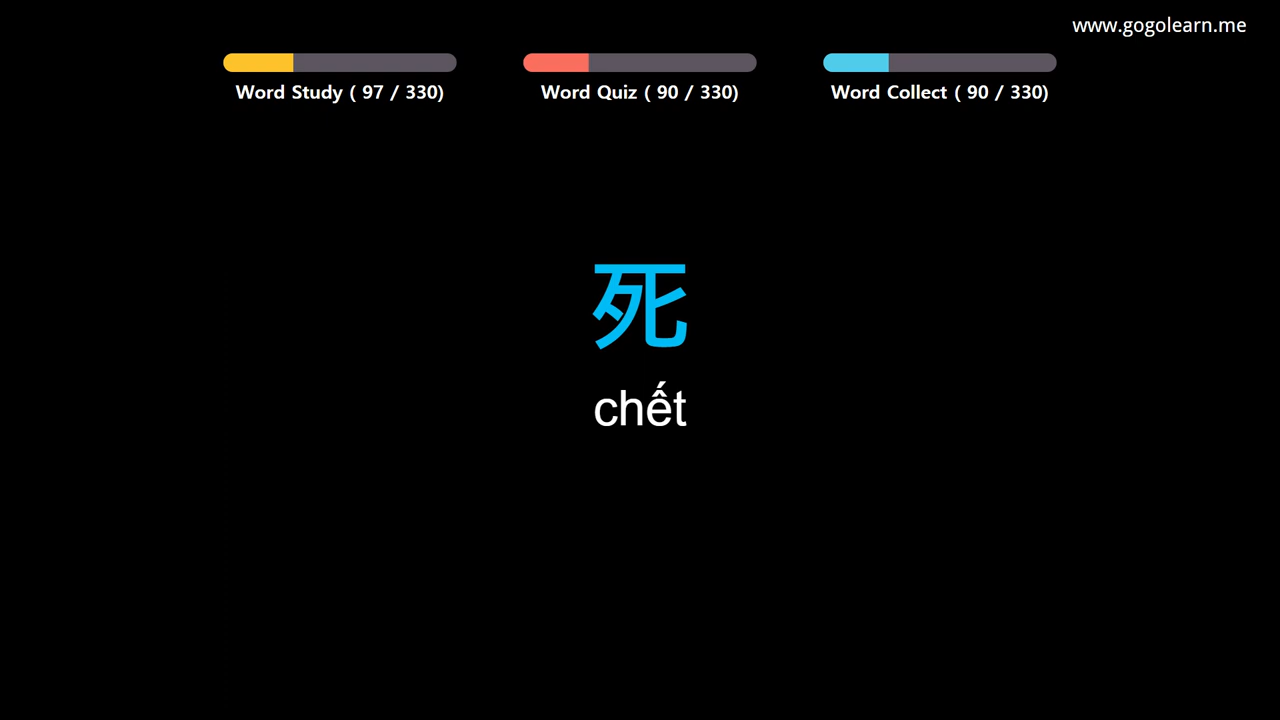 www.gogolearn.me
Word Study ( 97 / 330)
Word Quiz ( 90 / 330)
Word Collect ( 90 / 330)
死
chết